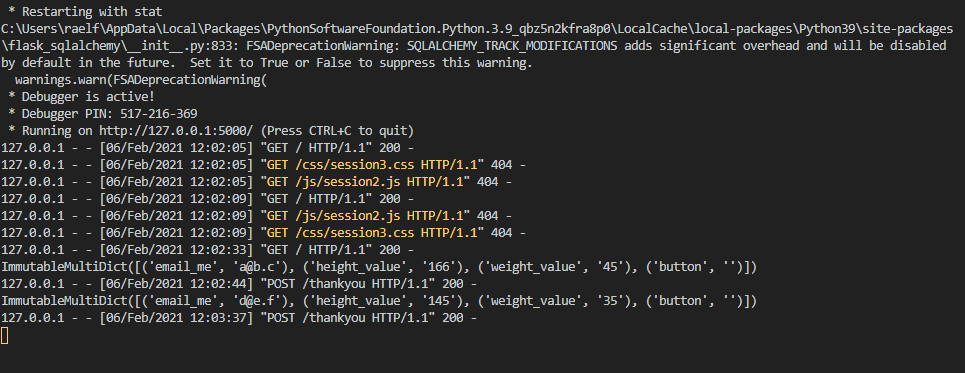 * Restarting with stat
C:\Users\raelf\AppData\Local\Packages\PythonSoftwareFoundation.Python.3.9_qbz5n2kfra8p0\LocalCache\local-packages\Python39\site-packages
\flask_sqlalchemy\__init__.py:833: FSADeprecationWarning: SQLALCHEMY_TRACK_MODIFICATIONS adds significant overhead and will be disabled
by default in the future.  Set it to True or False to suppress this warning.
  warnings.warn(FSADeprecationWarning(
 * Debugger is active!
 * Debugger PIN: 517-216-369
 * Running on http://127.0.0.1:5000/ (Press CTRL+C to quit)
127.0.0.1 - - [06/Feb/2021 12:02:05] "GET / HTTP/1.1" 200 -
127.0.0.1 - - [06/Feb/2021 12:02:05] "GET /css/session3.css HTTP/1.1" 404 -
127.0.0.1 - - [06/Feb/2021 12:02:05] "GET /js/session2.js HTTP/1.1" 404 -
127.0.0.1 - - [06/Feb/2021 12:02:09] "GET / HTTP/1.1" 200 -
127.0.0.1 - - [06/Feb/2021 12:02:09] "GET /js/session2.js HTTP/1.1" 404 -
127.0.0.1 - - [06/Feb/2021 12:02:09] "GET /css/session3.css HTTP/1.1" 404 -
127.0.0.1 - - [06/Feb/2021 12:02:33] "GET / HTTP/1.1" 200 -
ImmutableMultiDict([('email_me', 'a@b.c'), ('height_value', '166'), ('weight_value', '45'), ('button', '')])
127.0.0.1 - - [06/Feb/2021 12:02:44] "POST /thankyou HTTP/1.1" 200 -
ImmutableMultiDict([('email_me', 'd@e.f'), ('height_value', '145'), ('weight_value', '35'), ('button', '')])
127.0.0.1 - - [06/Feb/2021 12:03:37] "POST /thankyou HTTP/1.1" 200 -